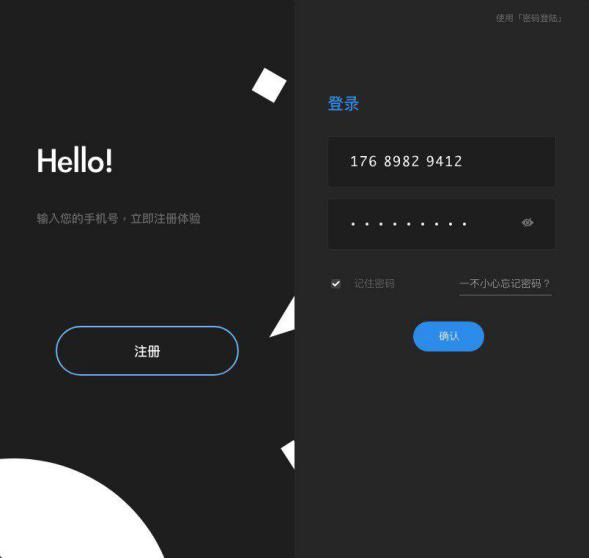 使用「密码登陆」
Hello!
输入您的手机号，立即注册体验
注册
登录
176 8982 9412
• • • • • • • • •
记住密码
一不小心忘记密码？
确认